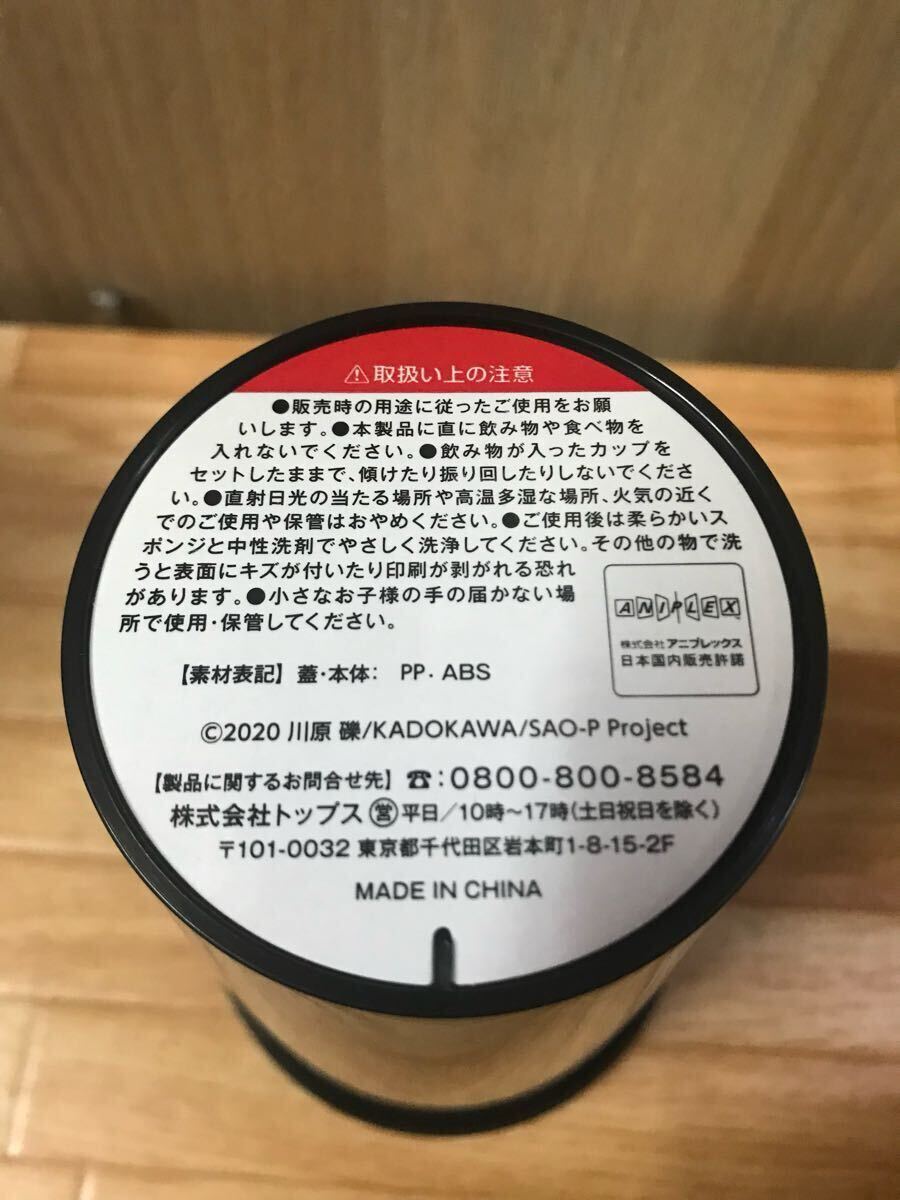 ⚠取扱い上の注意
●販売時の用途に従ったご使用をお願
いします。●本製品に直に飲み物や食べ物を
入れないでください。●飲み物が入ったカップを
セットしたままで、傾けたり振り回したりしないでくださ
い。●直射日光の当たる場所や高温多湿な場所、火気の近く
でのご使用や保管はおやめください。●ご使用後は柔らかいス
ポンジと中性洗剤でやさしく洗浄してください。その他の物で洗
うと表面にキズが付いたり印刷が剥がれる恐れ
があります。●小さなお子様の手の届かない場
所で使用・保管してください。
ANIPLEX
株式会社 アニプレックス
日本国内販売許諾
【素材表記】蓋・本体： PP．ABS
©2020 川原 礫/KADOKAWA/SAO-P Project
【製品に関するお問合せ先】☎：0800-800-8584
株式会社トップス㊠平日／10時〜17時（土日祝日を除く）
〒101-0032 東京都千代田区岩本町1-8-15-2F
MADE IN CHINA